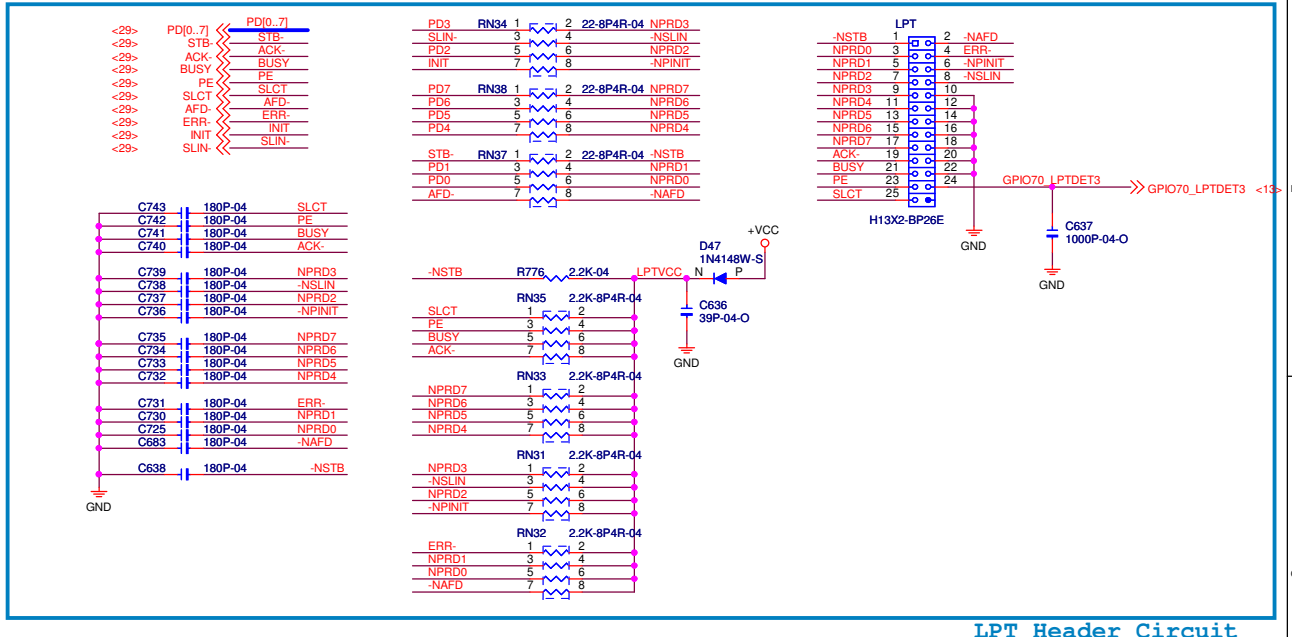 <29> PD[0..7] PD[0..7]
<29> STB- STB-
<29> ACK- ACK-
<29> BUSY BUSY
<29> PE PE
<29> SLCT SLCT
<29> AFD- AFD-
<29> ERR- ERR-
<29> INIT INIT
<29> SLIN- SLIN-
C743 180P-04 SLCT
C742 180P-04 PE
C741 180P-04 BUSY
C740 180P-04 ACK-
C739 180P-04 NPRD3
C738 180P-04 -NSLIN
C737 180P-04 NPRD2
C736 180P-04 -NPINIT
C735 180P-04 NPRD7
C734 180P-04 NPRD6
C733 180P-04 NPRD5
C732 180P-04 NPRD4
C731 180P-04 ERR-
C730 180P-04 NPRD1
C725 180P-04 NPRD0
C683 180P-04 -NAFD
C638 180P-04 -NSTB
GND
PD3 RN34 1 2 22-8P4R-04 NPRD3
SLIN- 3 4 -NSLIN
PD2 5 6 NPRD2
INIT 7 8 -NPINIT
PD7 RN38 1 2 22-8P4R-04 NPRD7
PD6 3 4 NPRD6
PD5 5 6 NPRD5
PD4 7 8 NPRD4
STB- RN37 1 2 22-8P4R-04 -NSTB
PD1 3 4 NPRD1
PD0 5 6 NPRD0
AFD- 7 8 -NAFD
+VCC
D47
1N4148W-S
-NSTB R776 2.2K-04 LPTVCC N P
C636
39P-04-O
GND
RN35 2.2K-8P4R-04
SLCT 1 2
PE 3 4
BUSY 5 6
ACK- 7 8
RN33 2.2K-8P4R-04
NPRD7 1 2
NPRD6 3 4
NPRD5 5 6
NPRD4 7 8
RN31 2.2K-8P4R-04
NPRD3 1 2
-NSLIN 3 4
NPRD2 5 6
-NPINIT 7 8
RN32 2.2K-8P4R-04
ERR- 1 2
NPRD1 3 4
NPRD0 5 6
-NAFD 7 8
LPT
-NSTB 1 2 -NAFD
NPRD0 3 4 ERR-
NPRD1 5 6 -NPINIT
NPRD2 7 8 -NSLIN
NPRD3 9 10
NPRD4 11 12
NPRD5 13 14
NPRD6 15 16
NPRD7 17 18
ACK- 19 20
BUSY 21 22
PE 23 24 GPIO70_LPTDET3 GPIO70_LPTDET3 <13>
SLCT 25
H13X2-BP26E
GND
C637
1000P-04-O
GND
LPT Header Circuit